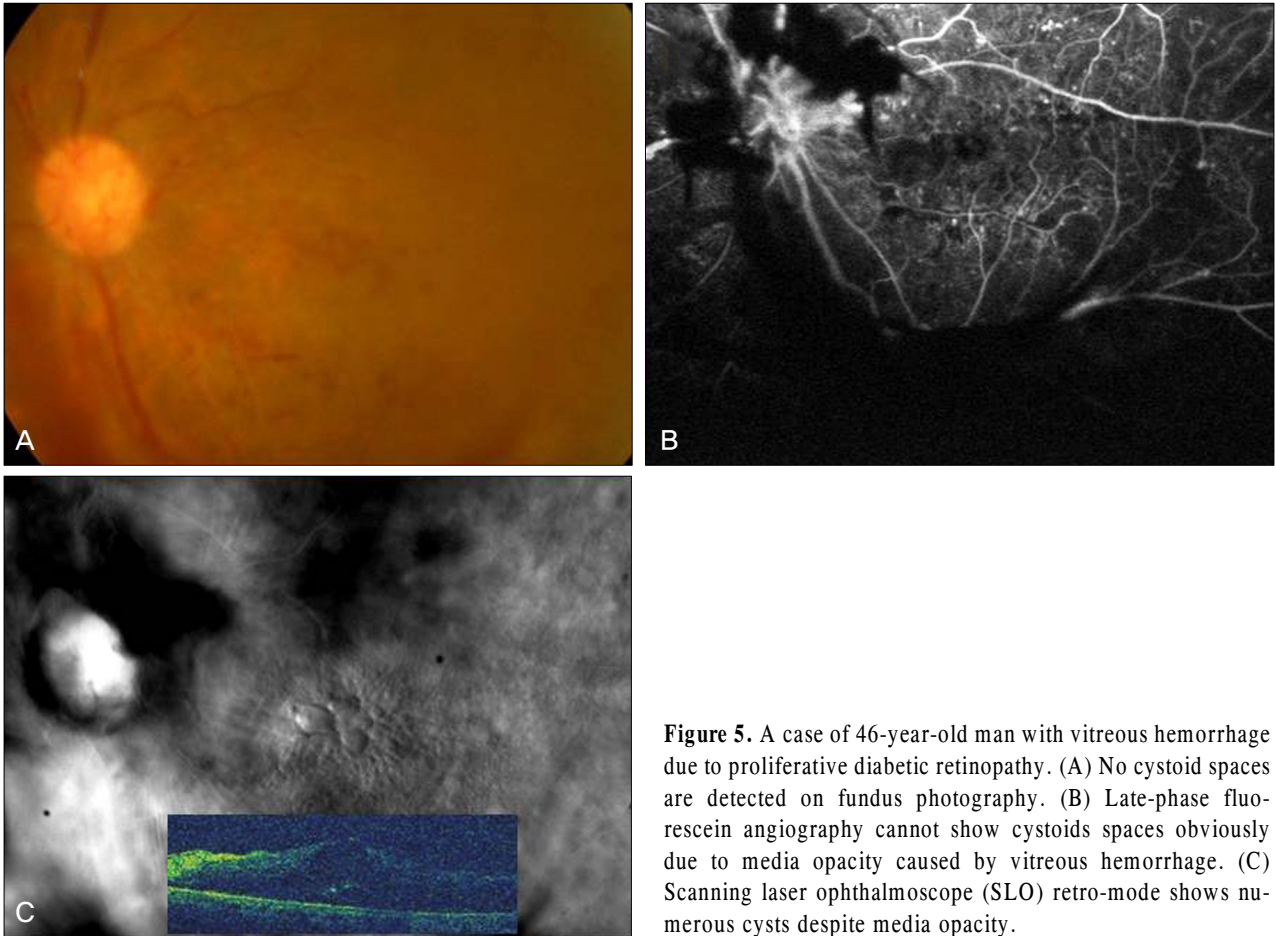 A
B
C
Figure 5. A case of 46-year-old man with vitreous hemorrhage
due to proliferative diabetic retinopathy. (A) No cystoid spaces
are detected on fundus photography. (B) Late-phase fluo-
rescein angiography cannot show cystoids spaces obviously
due to media opacity caused by vitreous hemorrhage. (C)
Scanning laser ophthalmoscope (SLO) retro-mode shows nu-
merous cysts despite media opacity.